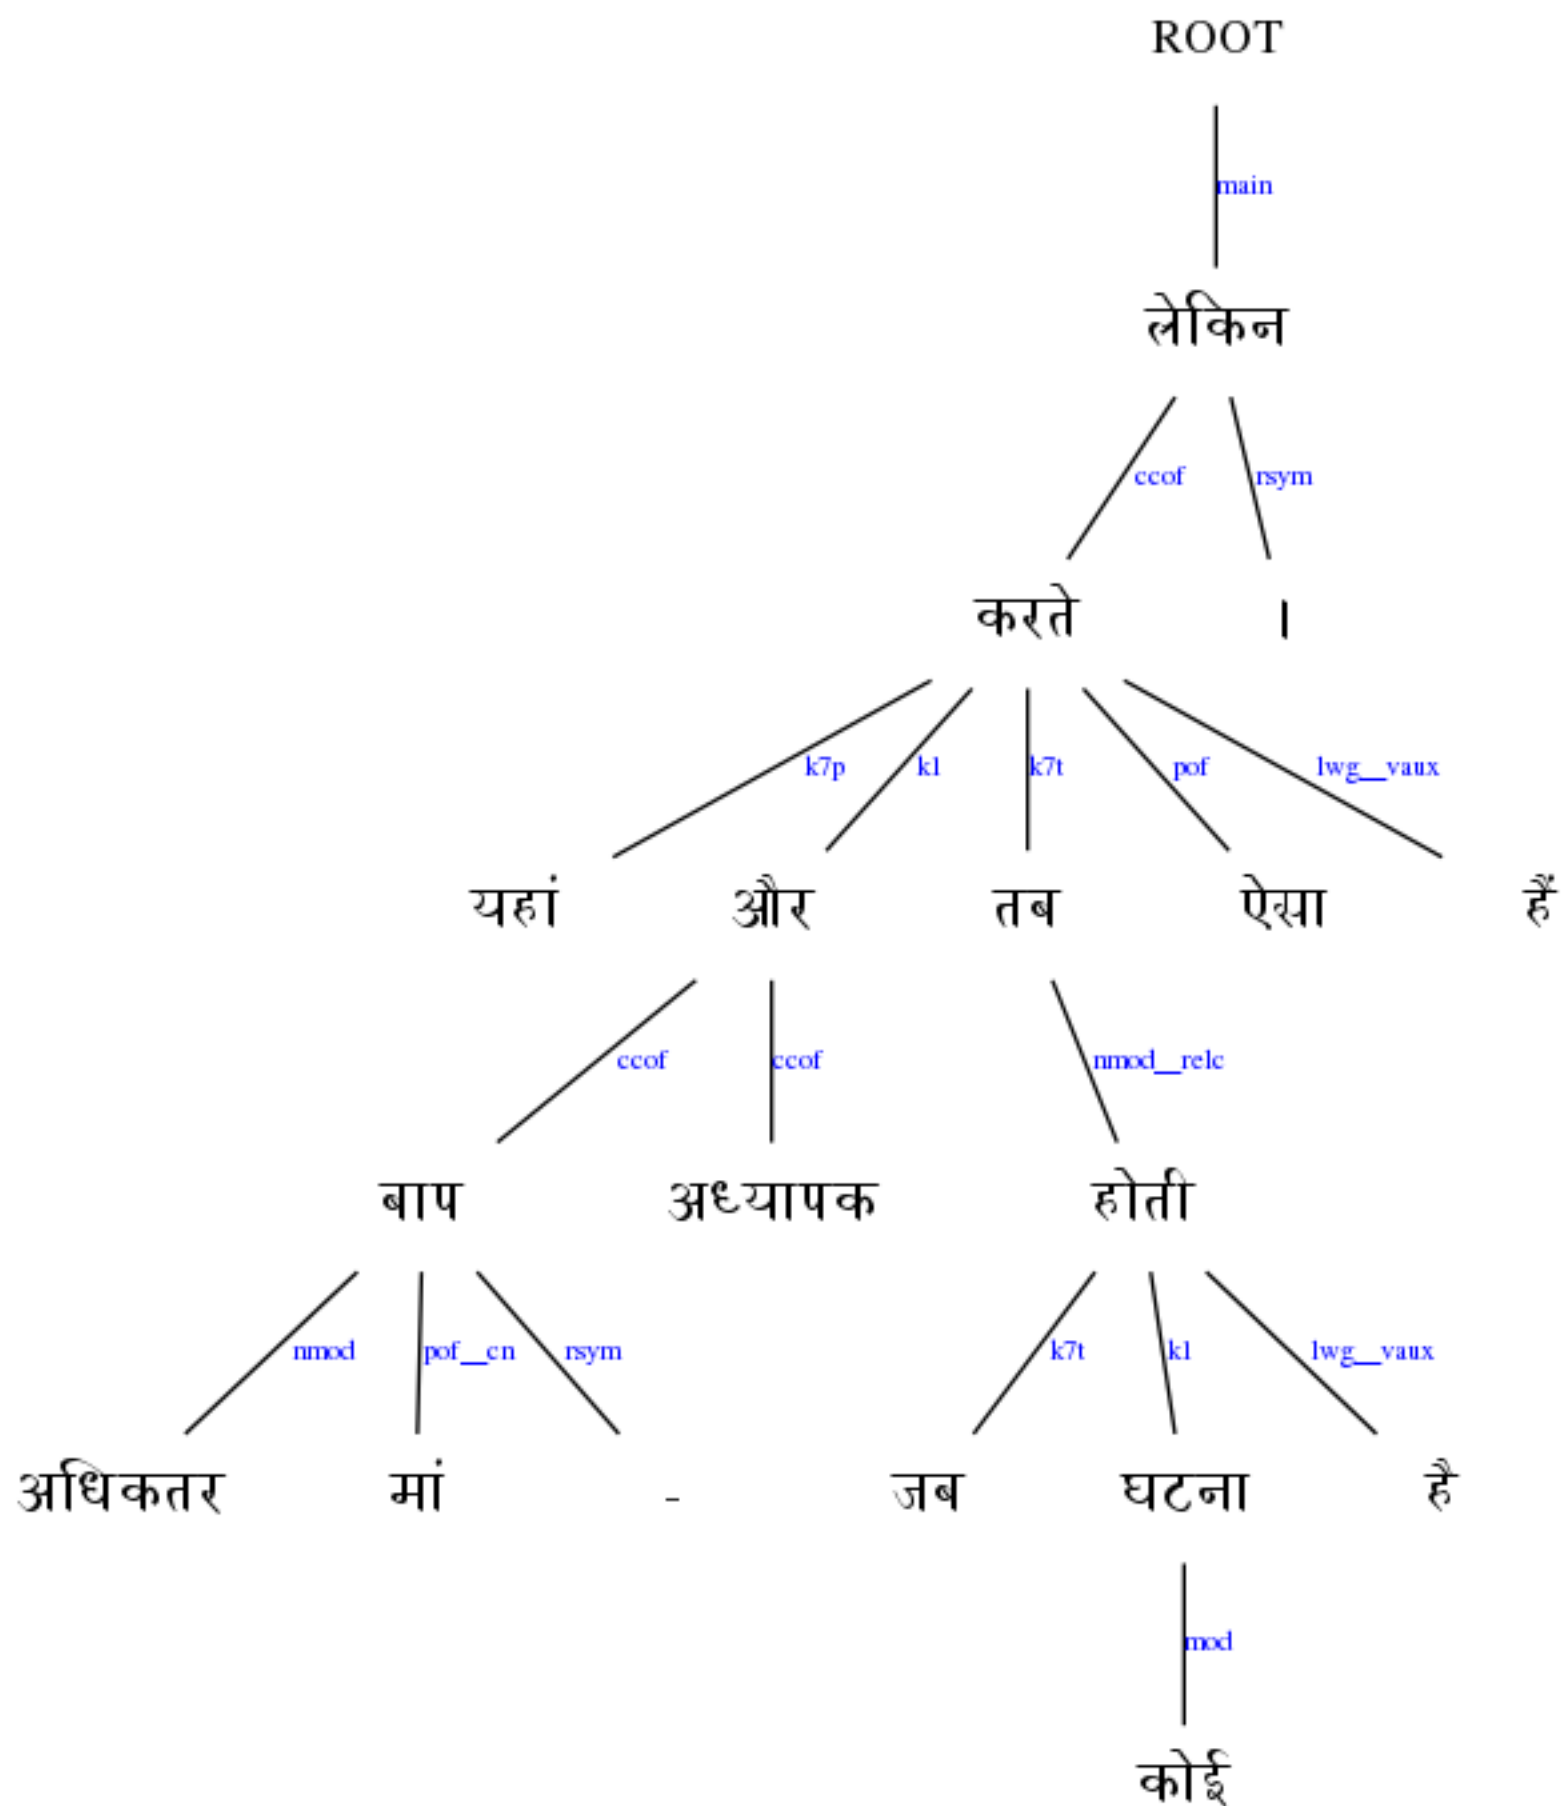 ROOT
main
लेकिन
ccof rsym
करते ।
k7p k1 k7t pof lwg__vaux
यहां और तब ऐसा हैं
ccof ccof nmod__relc
बाप अध्यापक होती
nmod pof__cn rsym k7t k1 lwg__vaux
अधिकतर मां - जब घटना है
mod
कोई